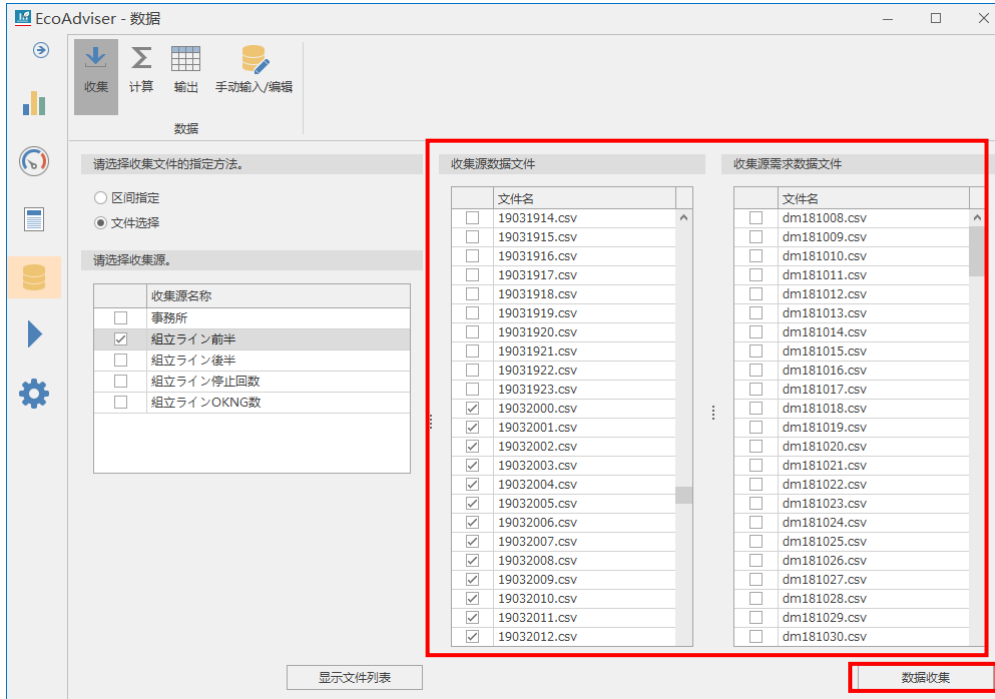 EcoAdviser - 数据
收集
计算
输出
手动输入/编辑
数据
请选择收集文件的指定方法。
区间指定
文件选择
请选择收集源。
收集源名称
事務所
組立ライン前半
組立ライン後半
組立ライン停止回数
組立ラインOKNG数
显示文件列表
收集源数据文件
文件名
19031914.csv
19031915.csv
19031916.csv
19031917.csv
19031918.csv
19031919.csv
19031920.csv
19031921.csv
19031922.csv
19031923.csv
19032000.csv
19032001.csv
19032002.csv
19032003.csv
19032004.csv
19032005.csv
19032006.csv
19032007.csv
19032008.csv
19032009.csv
19032010.csv
19032011.csv
19032012.csv
收集源需求数据文件
文件名
dm181008.csv
dm181009.csv
dm181010.csv
dm181011.csv
dm181012.csv
dm181013.csv
dm181014.csv
dm181015.csv
dm181016.csv
dm181017.csv
dm181018.csv
dm181019.csv
dm181020.csv
dm181021.csv
dm181022.csv
dm181023.csv
dm181024.csv
dm181025.csv
dm181026.csv
dm181027.csv
dm181028.csv
dm181029.csv
dm181030.csv
数据收集